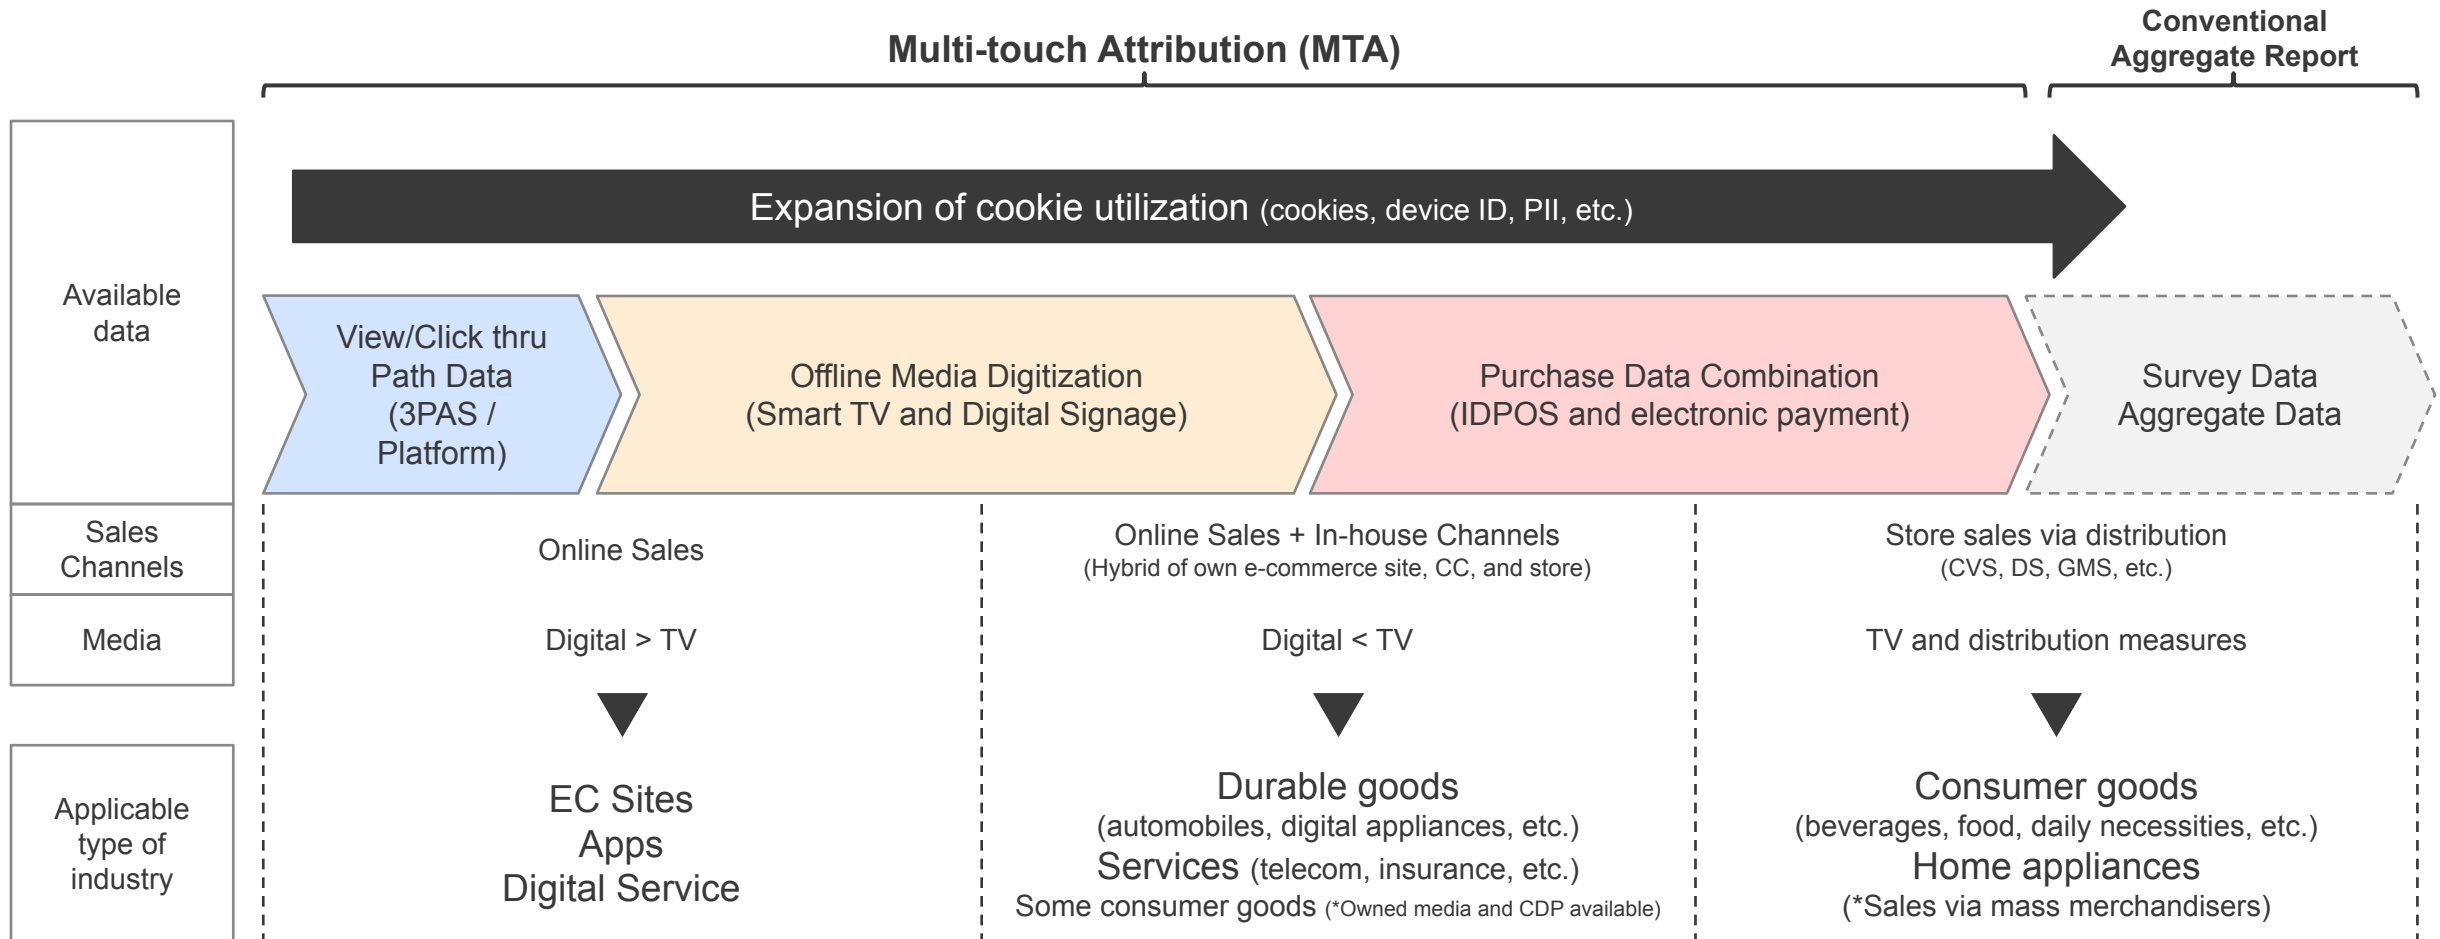 Multi-touch Attribution (MTA)
Conventional
Aggregate Report
Expansion of cookie utilization (cookies, device ID, PII, etc.)
Available
data
View/Click thru
Path Data
(3PAS /
Platform)
Offline Media Digitization
(Smart TV and Digital Signage)
Purchase Data Combination
(IDPOS and electronic payment)
Survey Data
Aggregate Data
Sales
Channels
Online Sales
Online Sales + In-house Channels
(Hybrid of own e-commerce site, CC, and store)
Store sales via distribution
(CVS, DS, GMS, etc.)
Media
Digital > TV
Digital < TV
TV and distribution measures
Applicable
type of
industry
EC Sites
Apps
Digital Service
Durable goods
(automobiles, digital appliances, etc.)
Services (telecom, insurance, etc.)
Some consumer goods (*Owned media and CDP available)
Consumer goods
(beverages, food, daily necessities, etc.)
Home appliances
(*Sales via mass merchandisers)